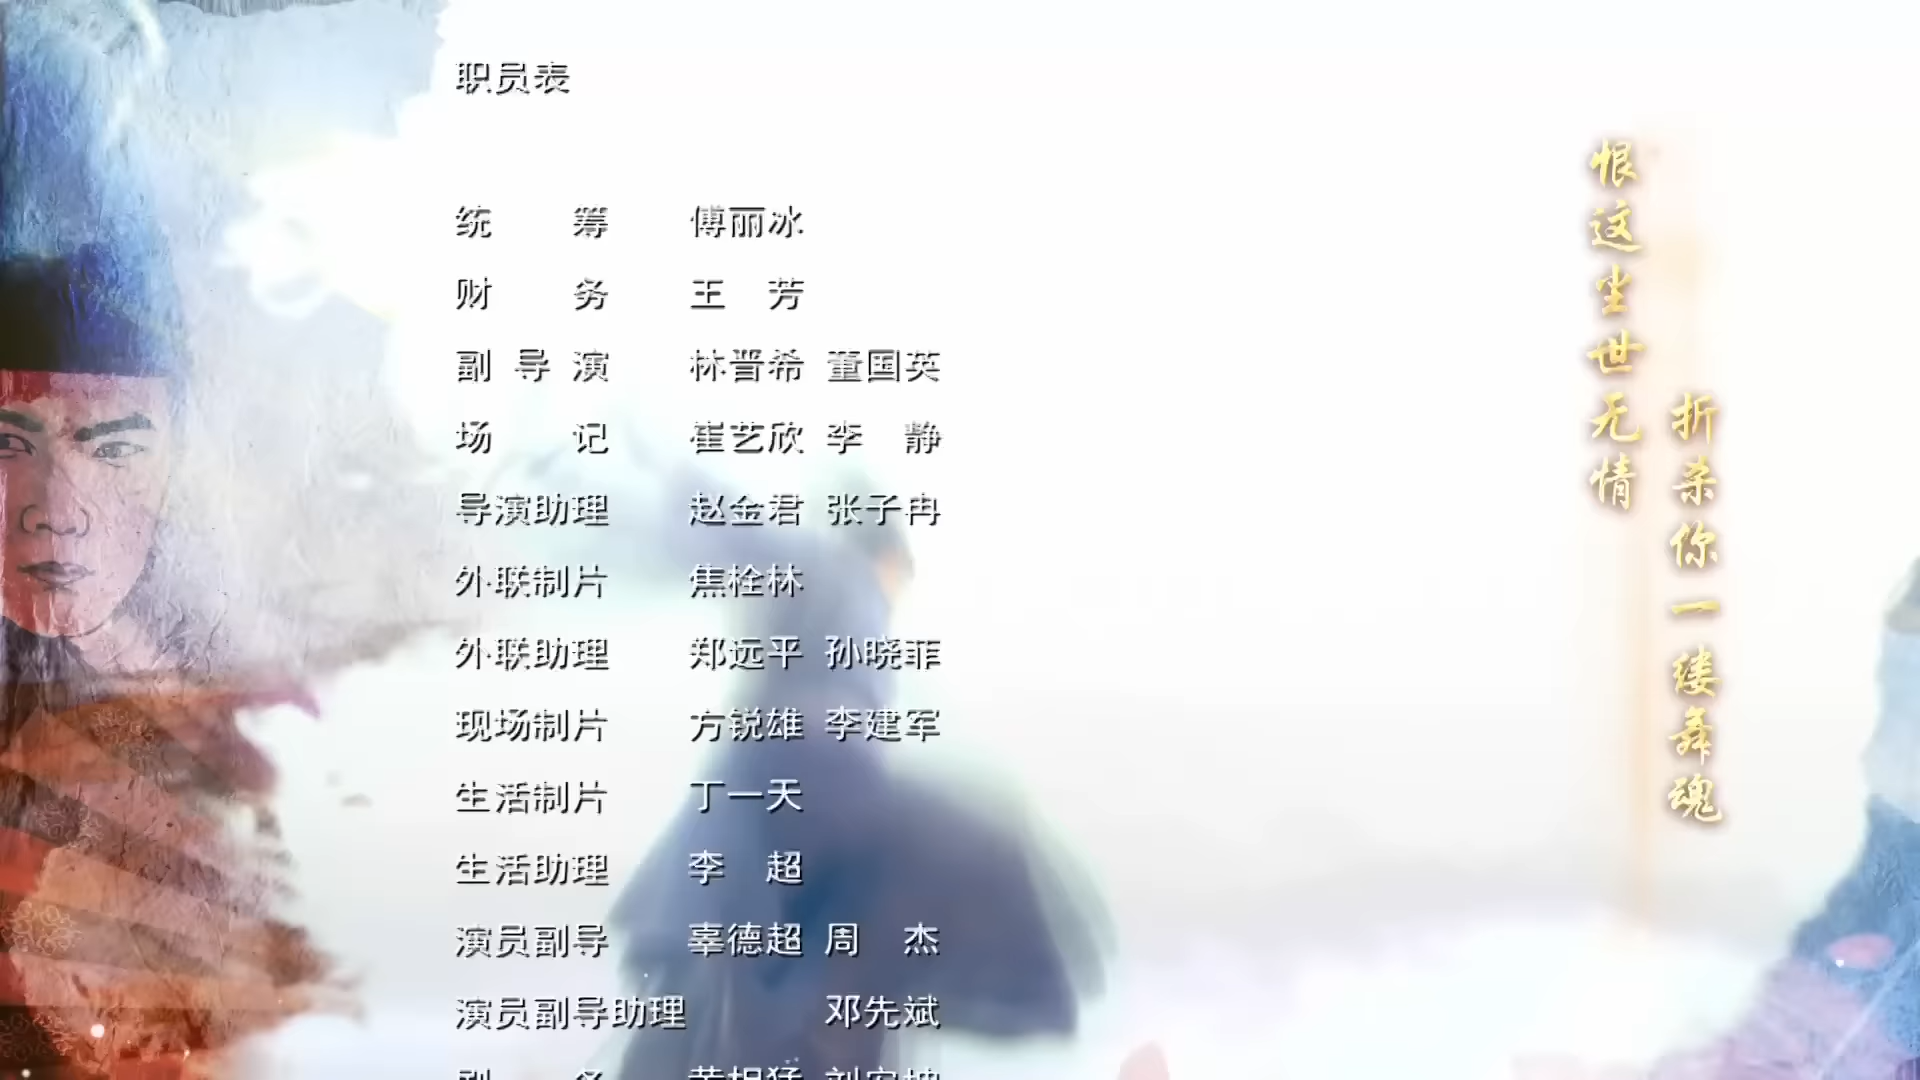 职员表
统 筹 傅丽冰
财 务 王 芳
副 导 演 林晋希 董国英
场 记 崔艺欣 李 静
导演助理 赵金君 张子冉
外联制片 焦栓林
外联助理 郑远平 孙晓菲
现场制片 方锐雄 李建军
生活制片 丁一天
生活助理 李 超
演员副导 辜德超 周 杰
演员副导助理 邓先斌
恨这尘世无情
折杀你一缕舞魂